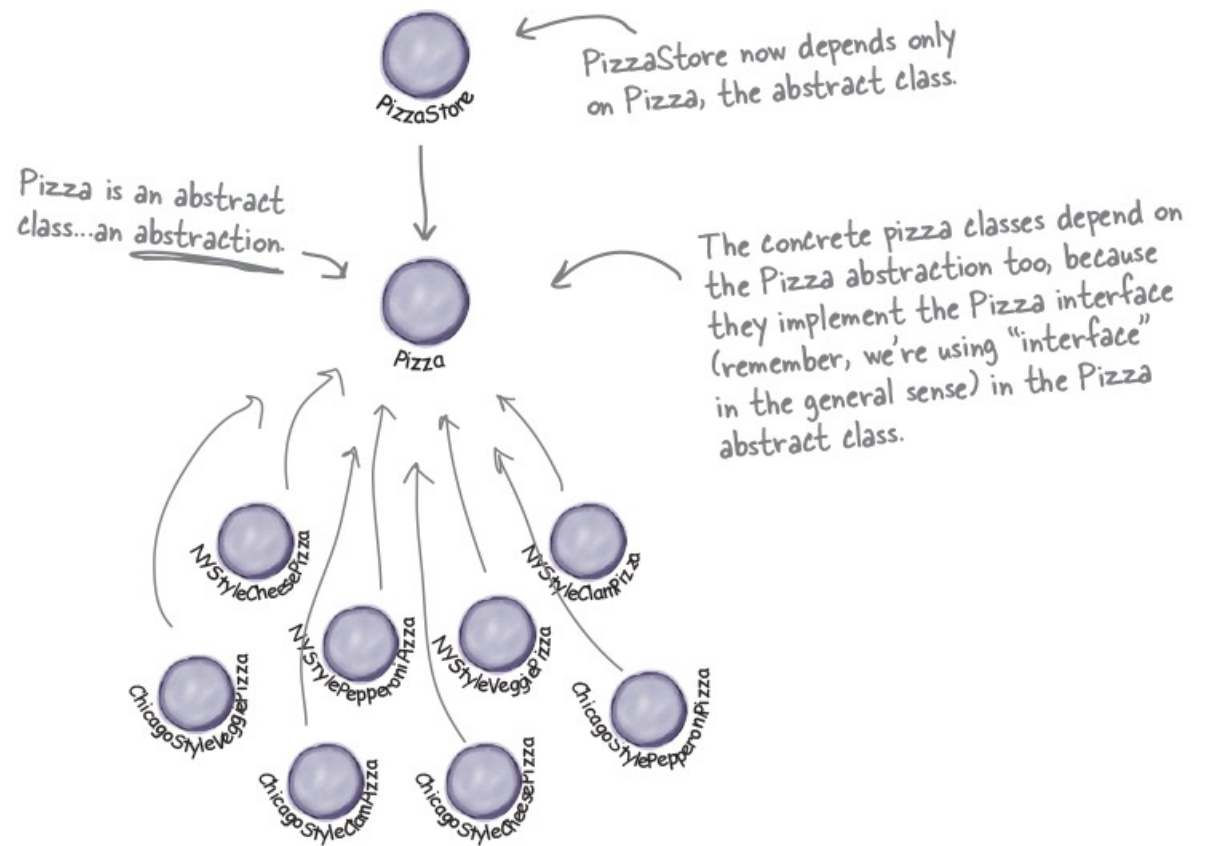 PizzaStore
PizzaStore now depends only
on Pizza, the abstract class.
Pizza is an abstract
class...an abstraction.
The concrete pizza classes depend on
the Pizza abstraction too, because
they implement the Pizza interface
(remember, we're using "interface"
in the general sense) in the Pizza
abstract class.
Pizza
NYStyleCheesePizza
NYStyleClamPizza
NYStylePepperoniPizza
NYStyleVeggiePizza
ChicagoStyleVeggiePizza
ChicagoStylePepperoniPizza
ChicagoStyleClamPizza
ChicagoStyleCheesePizza